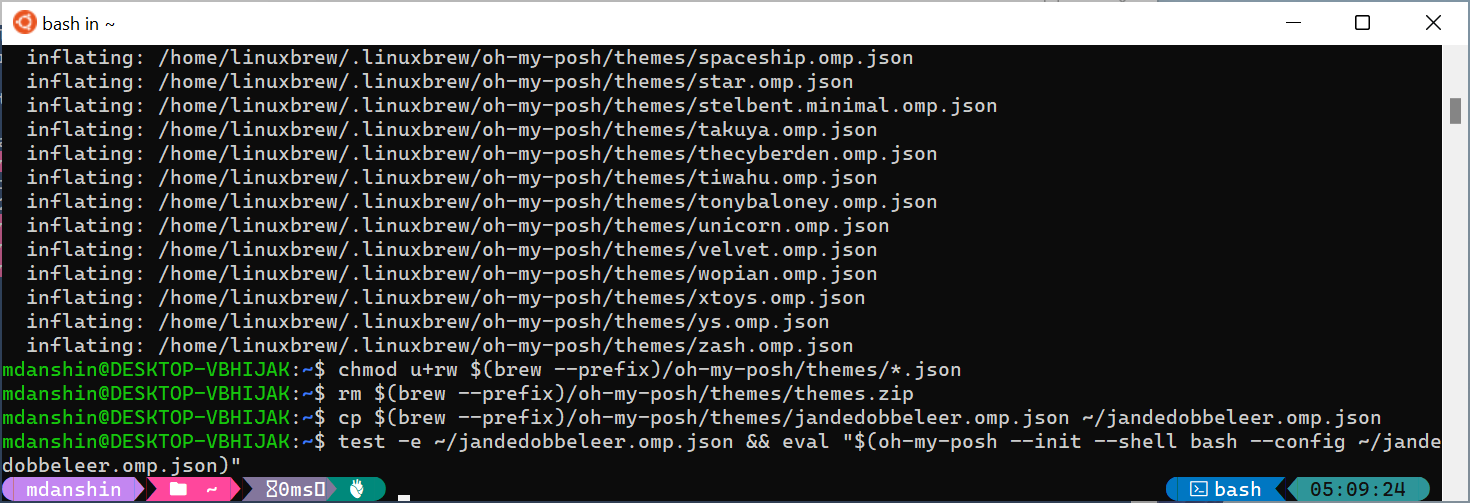 bash in ~
inflating: /home/linuxbrew/.linuxbrew/oh-my-posh/themes/spaceship.omp.json
inflating: /home/linuxbrew/.linuxbrew/oh-my-posh/themes/star.omp.json
inflating: /home/linuxbrew/.linuxbrew/oh-my-posh/themes/stelbent.minimal.omp.json
inflating: /home/linuxbrew/.linuxbrew/oh-my-posh/themes/takuya.omp.json
inflating: /home/linuxbrew/.linuxbrew/oh-my-posh/themes/thecyberden.omp.json
inflating: /home/linuxbrew/.linuxbrew/oh-my-posh/themes/tiwahu.omp.json
inflating: /home/linuxbrew/.linuxbrew/oh-my-posh/themes/tonybaloney.omp.json
inflating: /home/linuxbrew/.linuxbrew/oh-my-posh/themes/unicorn.omp.json
inflating: /home/linuxbrew/.linuxbrew/oh-my-posh/themes/velvet.omp.json
inflating: /home/linuxbrew/.linuxbrew/oh-my-posh/themes/wopian.omp.json
inflating: /home/linuxbrew/.linuxbrew/oh-my-posh/themes/xtoys.omp.json
inflating: /home/linuxbrew/.linuxbrew/oh-my-posh/themes/ys.omp.json
inflating: /home/linuxbrew/.linuxbrew/oh-my-posh/themes/zash.omp.json
mdanshin@DESKTOP-VBHIJAK:~$ chmod u+rw $(brew --prefix)/oh-my-posh/themes/*.json
mdanshin@DESKTOP-VBHIJAK:~$ rm $(brew --prefix)/oh-my-posh/themes/themes.zip
mdanshin@DESKTOP-VBHIJAK:~$ cp $(brew --prefix)/oh-my-posh/themes/jandedobbeleer.omp.json ~/jandedobbeleer.omp.json
mdanshin@DESKTOP-VBHIJAK:~$ test -e ~/jandedobbeleer.omp.json && eval "$(oh-my-posh --init --shell bash --config ~/jande
dobbeleer.omp.json)"
mdanshin ~ 0ms bash 05:09:24